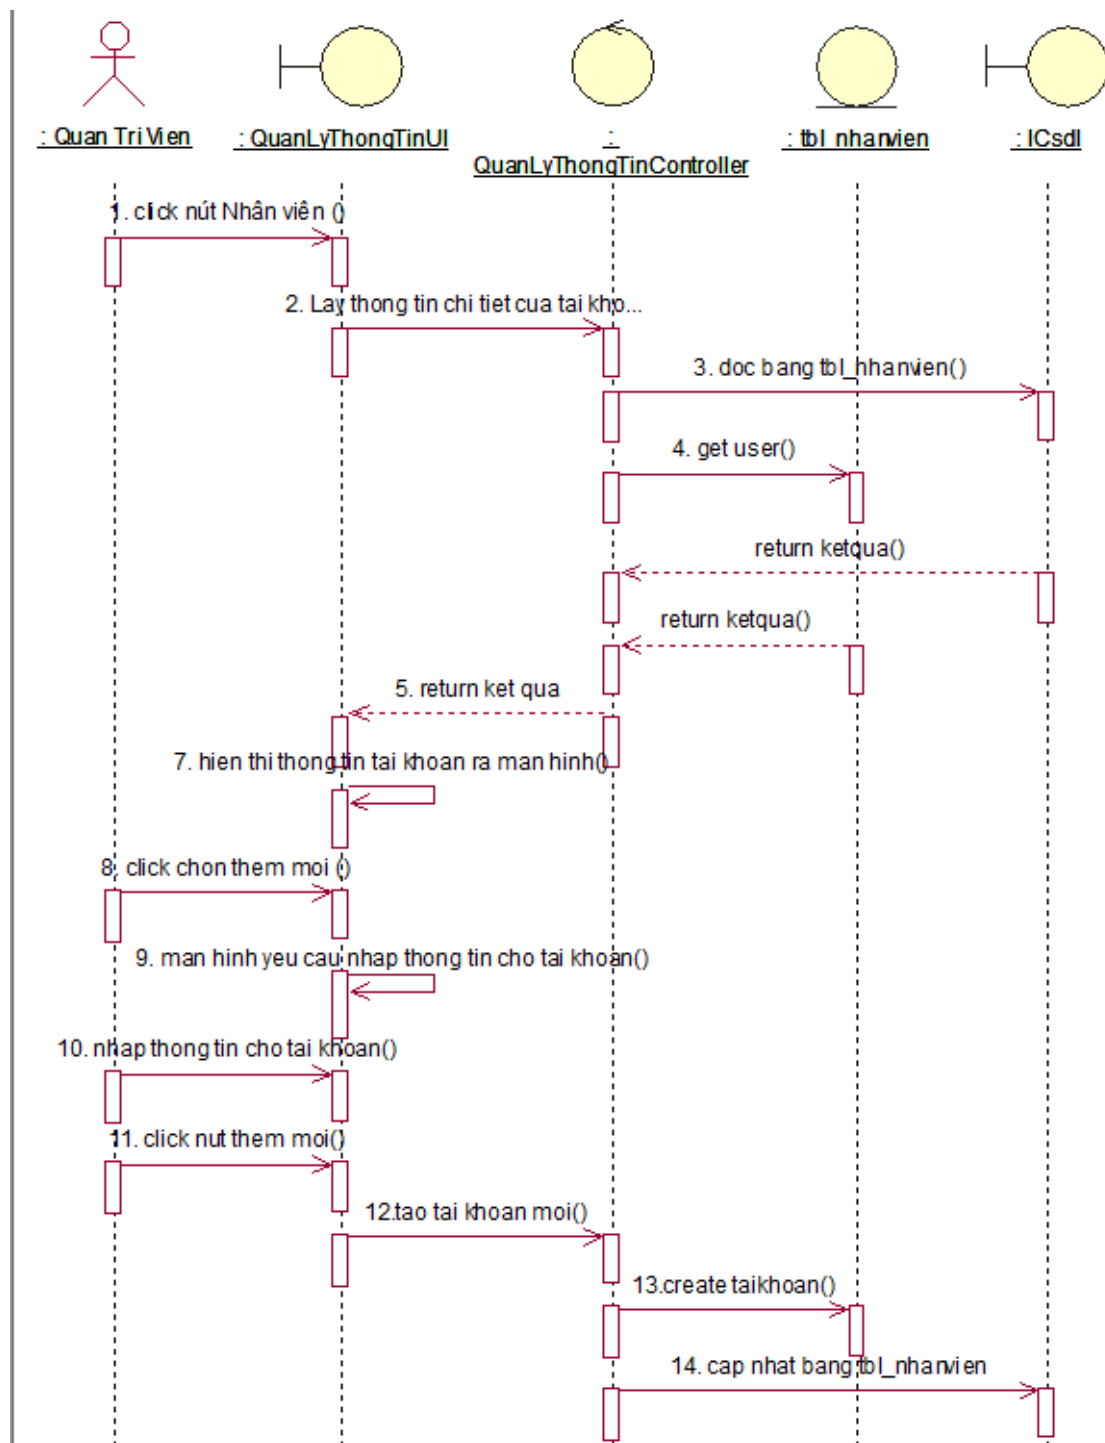 : Quan Tri Vien
: QuanLyThongTinUI
:
QuanLyThongTinController
: tbl_nhanvien
: ICsdl
1. click nút Nhân viên ()
2. Lay thong tin chi tiet cua tai kho...
3. doc bang tbl_nhanvien()
4. get user()
return ketqua()
return ketqua()
5. return ket qua
7. hien thi thong tin tai khoan ra man hinh()
8. click chon them moi ()
9. man hinh yeu cau nhap thong tin cho tai khoan()
10. nhap thong tin cho tai khoan()
11. click nut them moi()
12.tao tai khoan moi()
13.create taikhoan()
14. cap nhat bang tbl_nhanvien